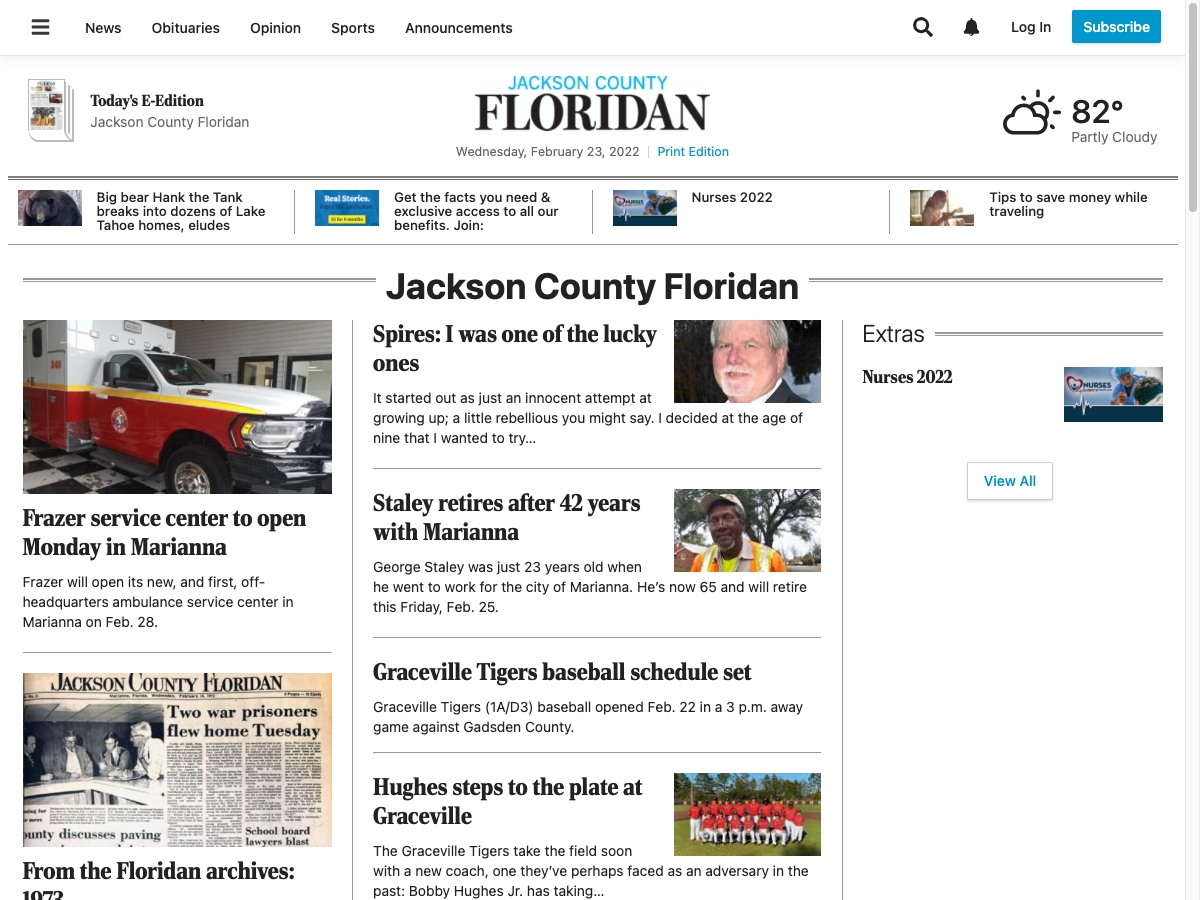 News
Obituaries
Opinion
Sports
Announcements
Log In
Subscribe
Today's E-Edition
Jackson County Floridan
JACKSON COUNTY
FLORIDAN
Wednesday, February 23, 2022
Print Edition
82°
Partly Cloudy
Big bear Hank the Tank
breaks into dozens of Lake
Tahoe homes, eludes
Real Stories.
Get the facts you need &
exclusive access to all our
benefits. Join:
NURSES
Nurses 2022
Tips to save money while
traveling
Jackson County Floridan
Frazer service center to open
Monday in Marianna
Frazer will open its new, and first, off-
headquarters ambulance service center in
Marianna on Feb. 28.
JACKSON COUNTY FLORIDAN
Two war prisoners
flew home Tuesday
unty discusses paving
School board
lawyers blast
From the Floridan archives:
1973
Spires: I was one of the lucky
ones
It started out as just an innocent attempt at
growing up; a little rebellious you might say. I decided at the age of
nine that I wanted to try...
Staley retires after 42 years
with Marianna
George Staley was just 23 years old when
he went to work for the city of Marianna. He’s now 65 and will retire
this Friday, Feb. 25.
Graceville Tigers baseball schedule set
Graceville Tigers (1A/D3) baseball opened Feb. 22 in a 3 p.m. away
game against Gadsden County.
Hughes steps to the plate at
Graceville
The Graceville Tigers take the field soon
with a new coach, one they’ve perhaps faced as an adversary in the
past: Bobby Hughes Jr. has taking...
Extras
Nurses 2022
NURSES
View All